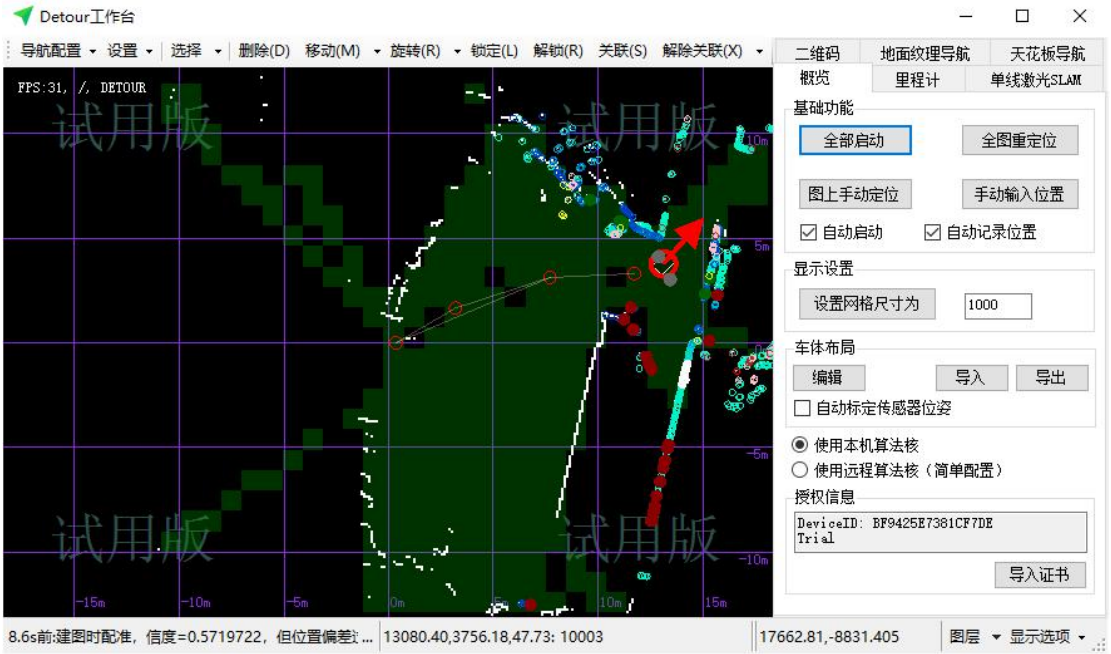 Detour工作台
导航配置 设置 选择 删除(D) 移动(M) 旋转(R) 锁定(L) 解锁(R) 关联(S) 解除关联(X)
二维码 地面纹理导航 天花板导航
概览 里程计 单线激光SLAM
FPS:31, /, DETOUR
试用版 试用版
10m
5m
0m
-5m
-10m
试用版 试用版
-15m -10m -5m 0m 5m 10m 15m
基础功能
全部启动 全图重定位
图上手动定位 手动输入位置
自动启动 自动记录位置
显示设置
设置网格尺寸为 1000
车体布局
编辑 导入 导出
自动标定传感器位姿
使用本机算法核
使用远程算法核（简单配置）
授权信息
DeviceID: BF9425E7381CF7DE
Trial
导入证书
8.6s前:建图时配准，信度=0.5719722，但位置偏差 ... 13080.40,3756.18,47.73: 10003 17662.81,-8831.405 图层 显示选项